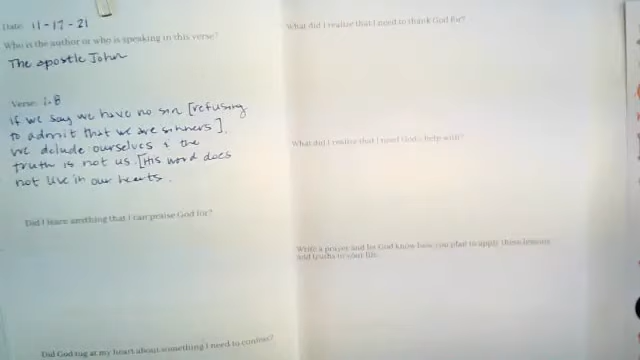 Date: 11-17-21
Who is the author or who is speaking in this verse?
The apostle John
Verse: 1:8
if we say we have no sin [refusing
to admit that we are sinners],
we delude ourselves & the
truth is not us. [His word does
not live in our hearts.
Did I learn anything that I can praise God for?
Did God tug at my heart about something I need to confess?
What did I realize that I need to thank God for?
What did I realize that I need God's help with?
Write a prayer and let God know how you plan to apply these lessons
and truths to your life.